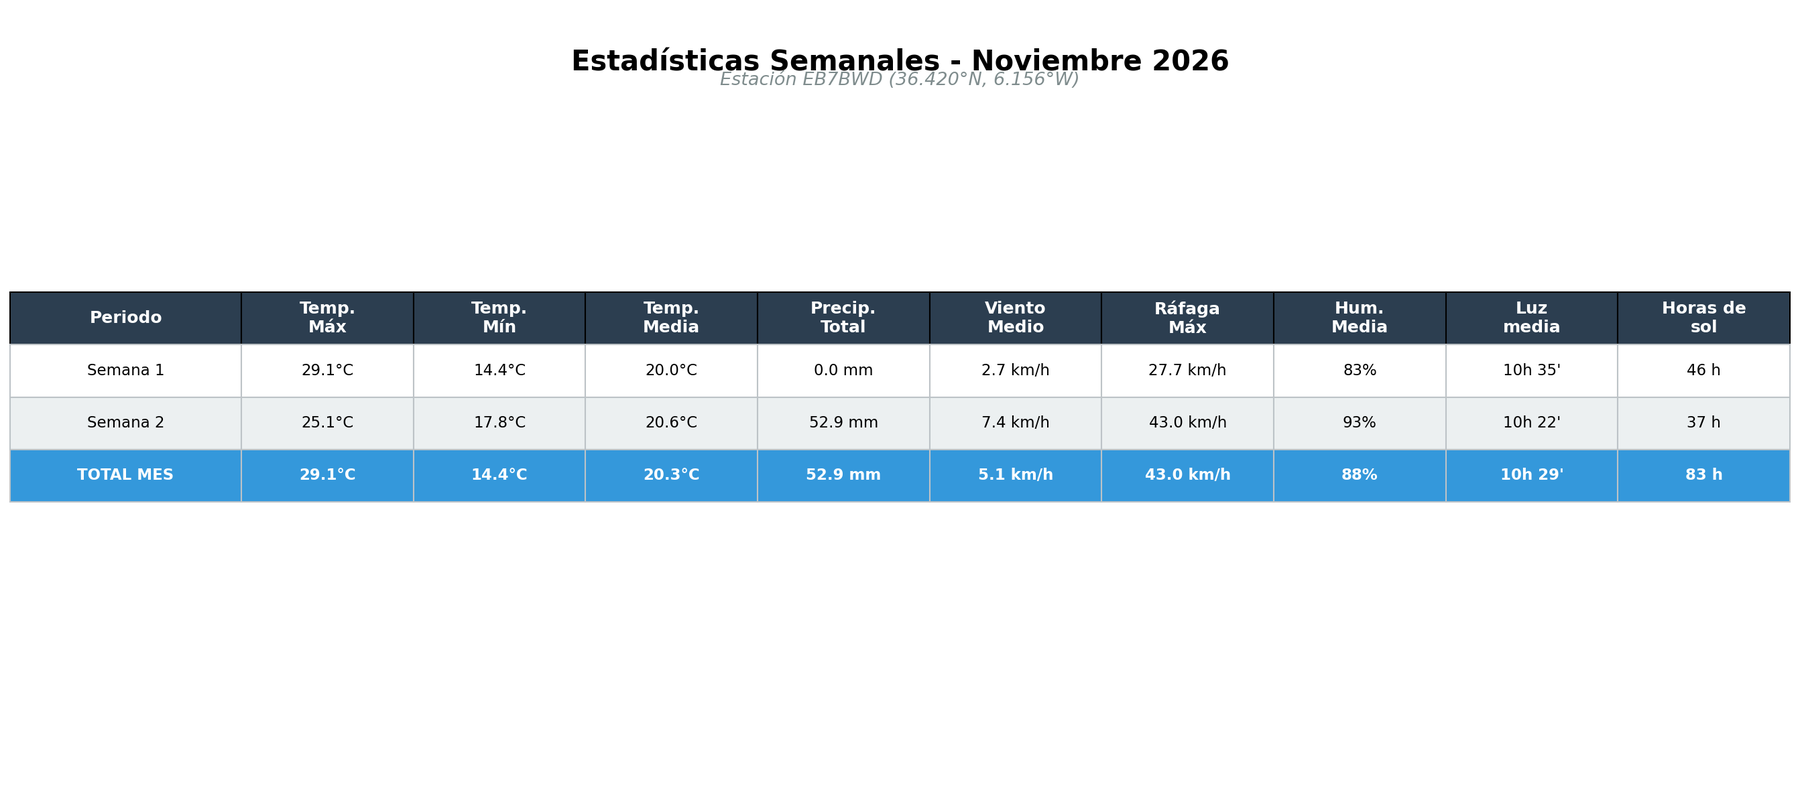 Estadísticas Semanales - Noviembre 2026
Estación EB7BWD (36.420°N, 6.156°W)
Periodo Temp. Máx Temp. Mín Temp. Media Precip. Total Viento Medio Ráfaga Máx Hum. Media Luz media Horas de sol
Semana 1 29.1°C 14.4°C 20.0°C 0.0 mm 2.7 km/h 27.7 km/h 83% 10h 35' 46 h
Semana 2 25.1°C 17.8°C 20.6°C 52.9 mm 7.4 km/h 43.0 km/h 93% 10h 22' 37 h
TOTAL MES 29.1°C 14.4°C 20.3°C 52.9 mm 5.1 km/h 43.0 km/h 88% 10h 29' 83 h